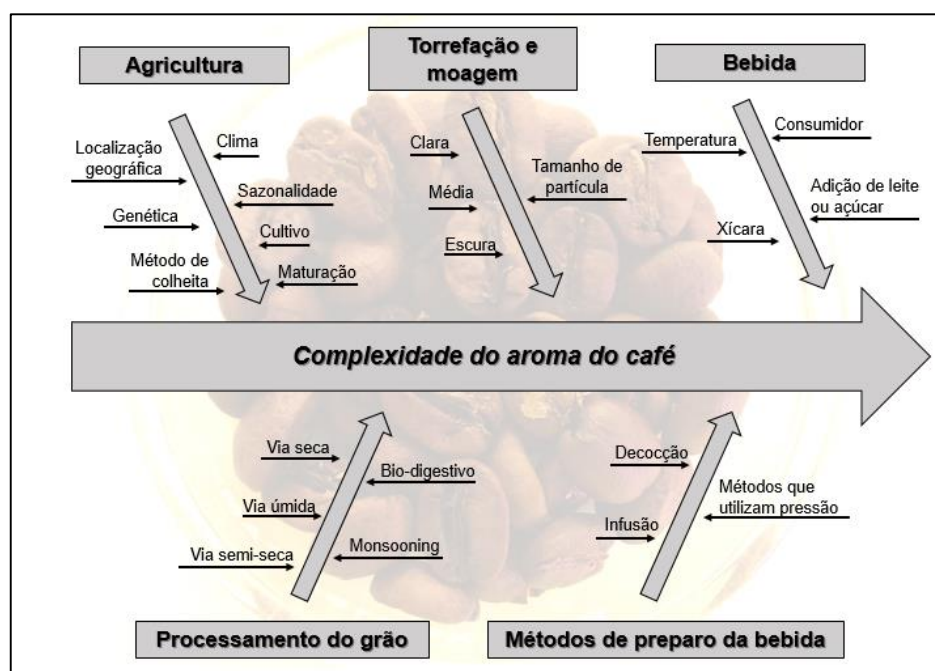 Agricultura
Torrefação e
moagem
Bebida
Localização
geográfica
Clima
Sazonalidade
Genética
Cultivo
Método de
colheita
Maturação
Clara
Média
Tamanho de
partícula
Escura
Temperatura
Consumidor
Adição de leite
ou açúcar
Xícara
Complexidade do aroma do café
Via seca
Bio-digestivo
Via úmida
Monsooning
Via semi-seca
Decocção
Métodos que
utilizam pressão
Infusão
Processamento do grão
Métodos de preparo da bebida